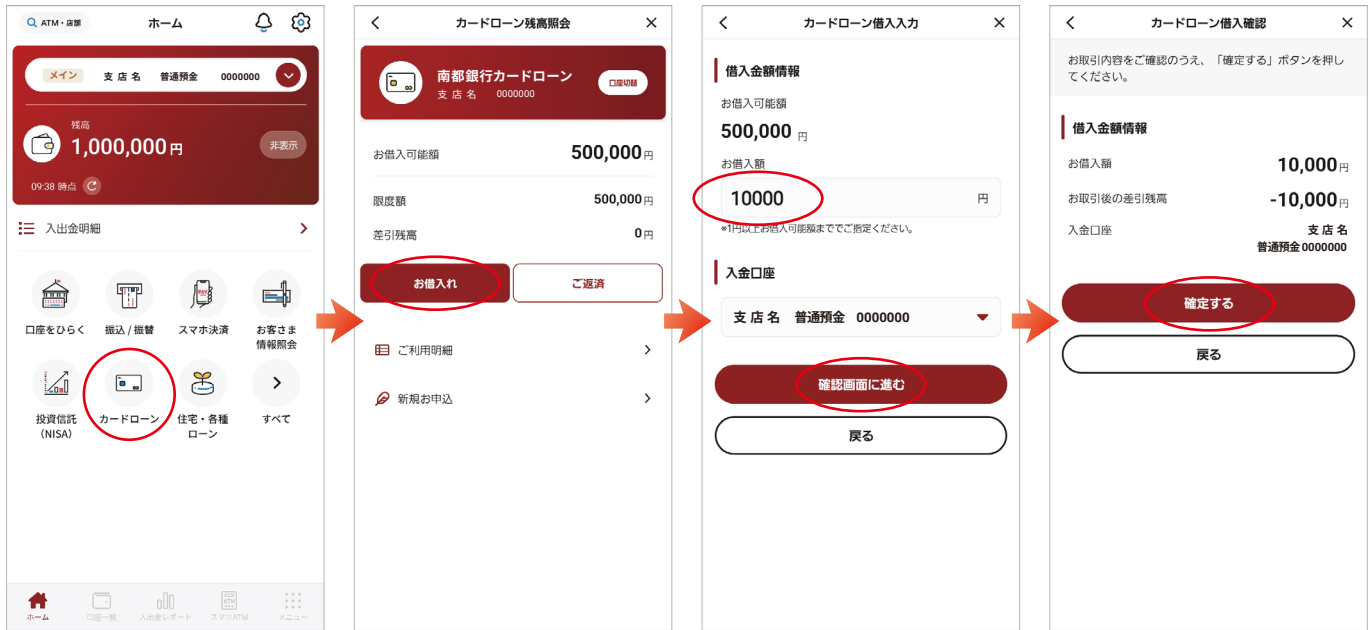 ATM・店舗
ホーム
メイン 支店名 普通預金 0000000
残高
1,000,000円
非表示
09:38 時点
入出金明細
口座をひらく
振込/振替
スマホ決済
お客さま
情報照会
投資信託
(NISA)
カードローン
住宅・各種
ローン
すべて
ホーム
口座一覧
入出金レポート
スマホATM
メニュー
カードローン残高照会
南都銀行カードローン
支店名 0000000
口座切替
お借入可能額 500,000円
限度額 500,000円
差引残高 0円
お借入れ
ご返済
ご利用明細
新規お申込
カードローン借入入力
借入金額情報
お借入可能額
500,000 円
お借入額
10000 円
*1円以上お借入可能額まででご指定ください。
入金口座
支店名 普通預金 0000000
確認画面に進む
戻る
カードローン借入確認
お取引内容をご確認のうえ、「確定する」ボタンを押し
てください。
借入金額情報
お借入額 10,000円
お取引後の差引残高 -10,000円
入金口座 支店名
普通預金 0000000
確定する
戻る